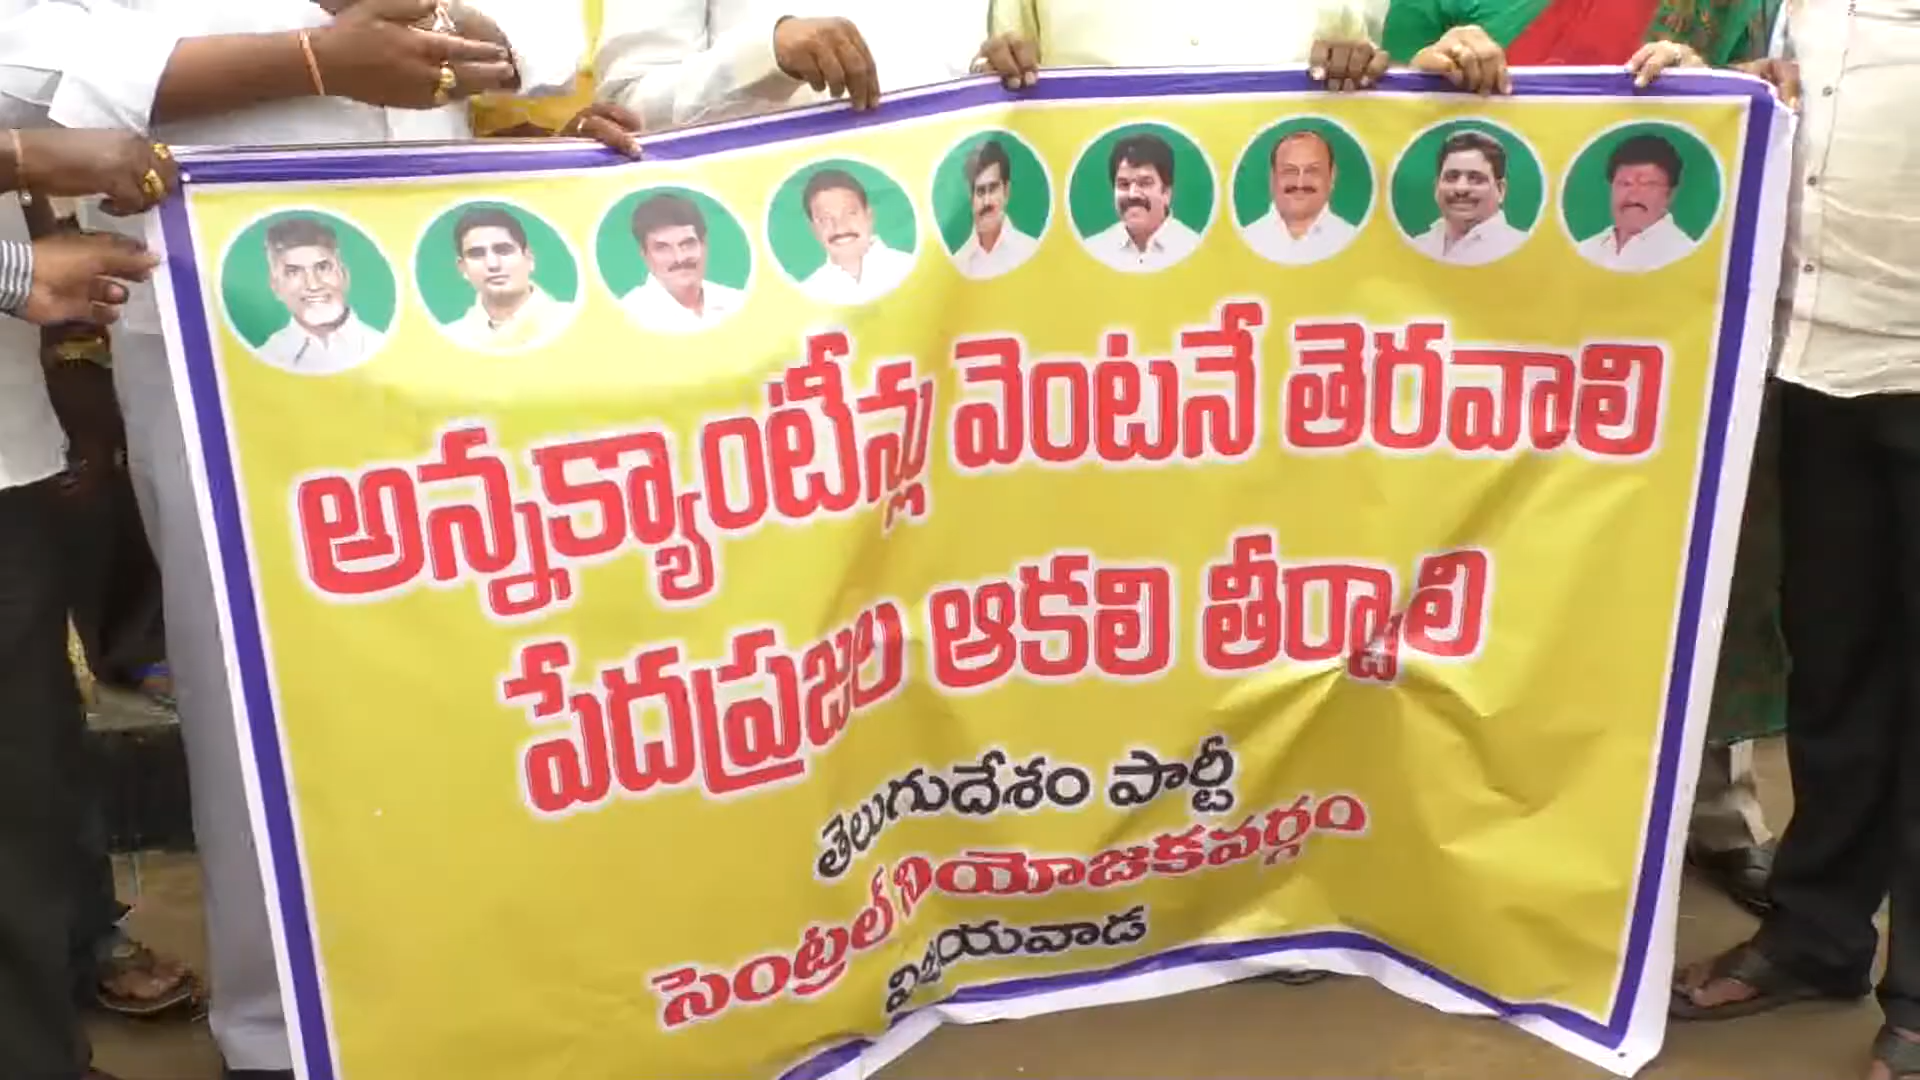 అన్నక్యాంటీన్లు వెంటనే తెరవాలి
పేదప్రజల ఆకలి తీర్చాలి
తెలుగుదేశం పార్టీ
సెంట్రల్ నియోజకవర్గం
విజయవాడ